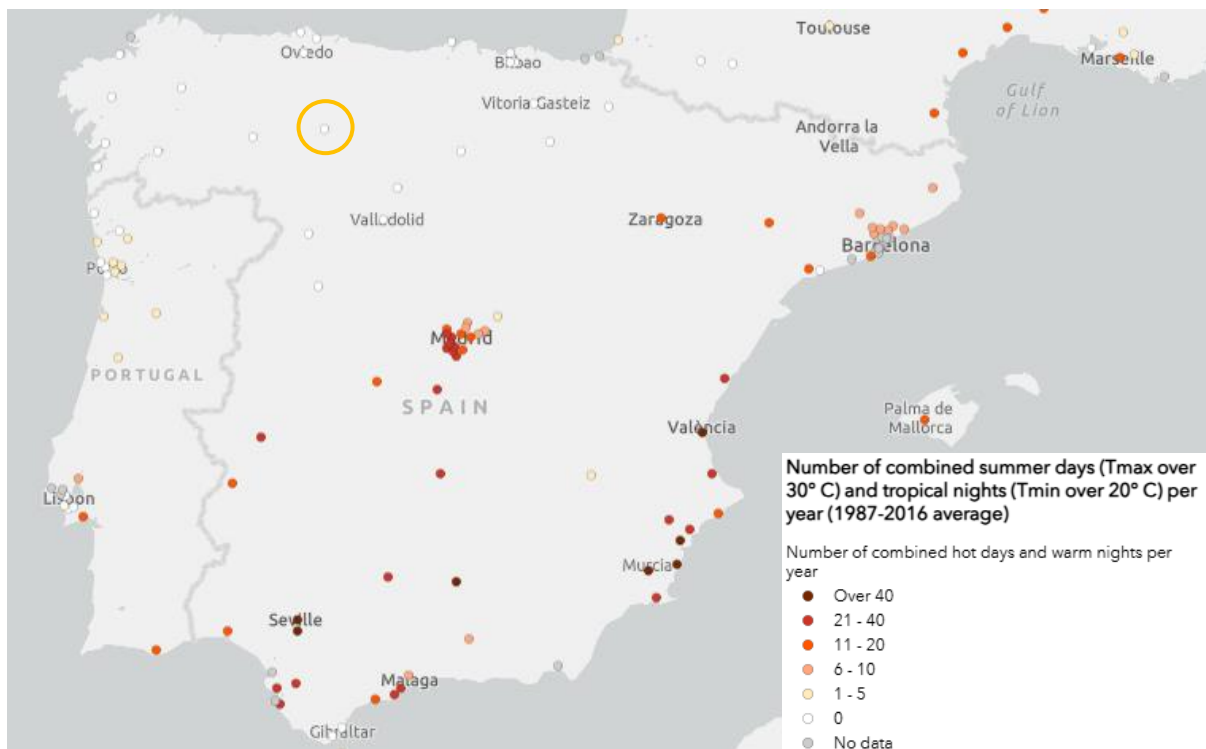 Oviedo
Bilbao
Toulouse
Marseille
Vitoria Gasteiz
Gulf
of Lion
Andorra la
Vella
Valladolid
Zaragoza
Barcelona
Porto
Madrid
PORTUGAL
SPAIN
Palma de
Mallorca
València
Lisbon
Murcia
Seville
Malaga
Gibraltar
Number of combined summer days (Tmax over
30° C) and tropical nights (Tmin over 20° C) per
year (1987-2016 average)
Number of combined hot days and warm nights per
year
Over 40
21 - 40
11 - 20
6 - 10
1 - 5
0
No data